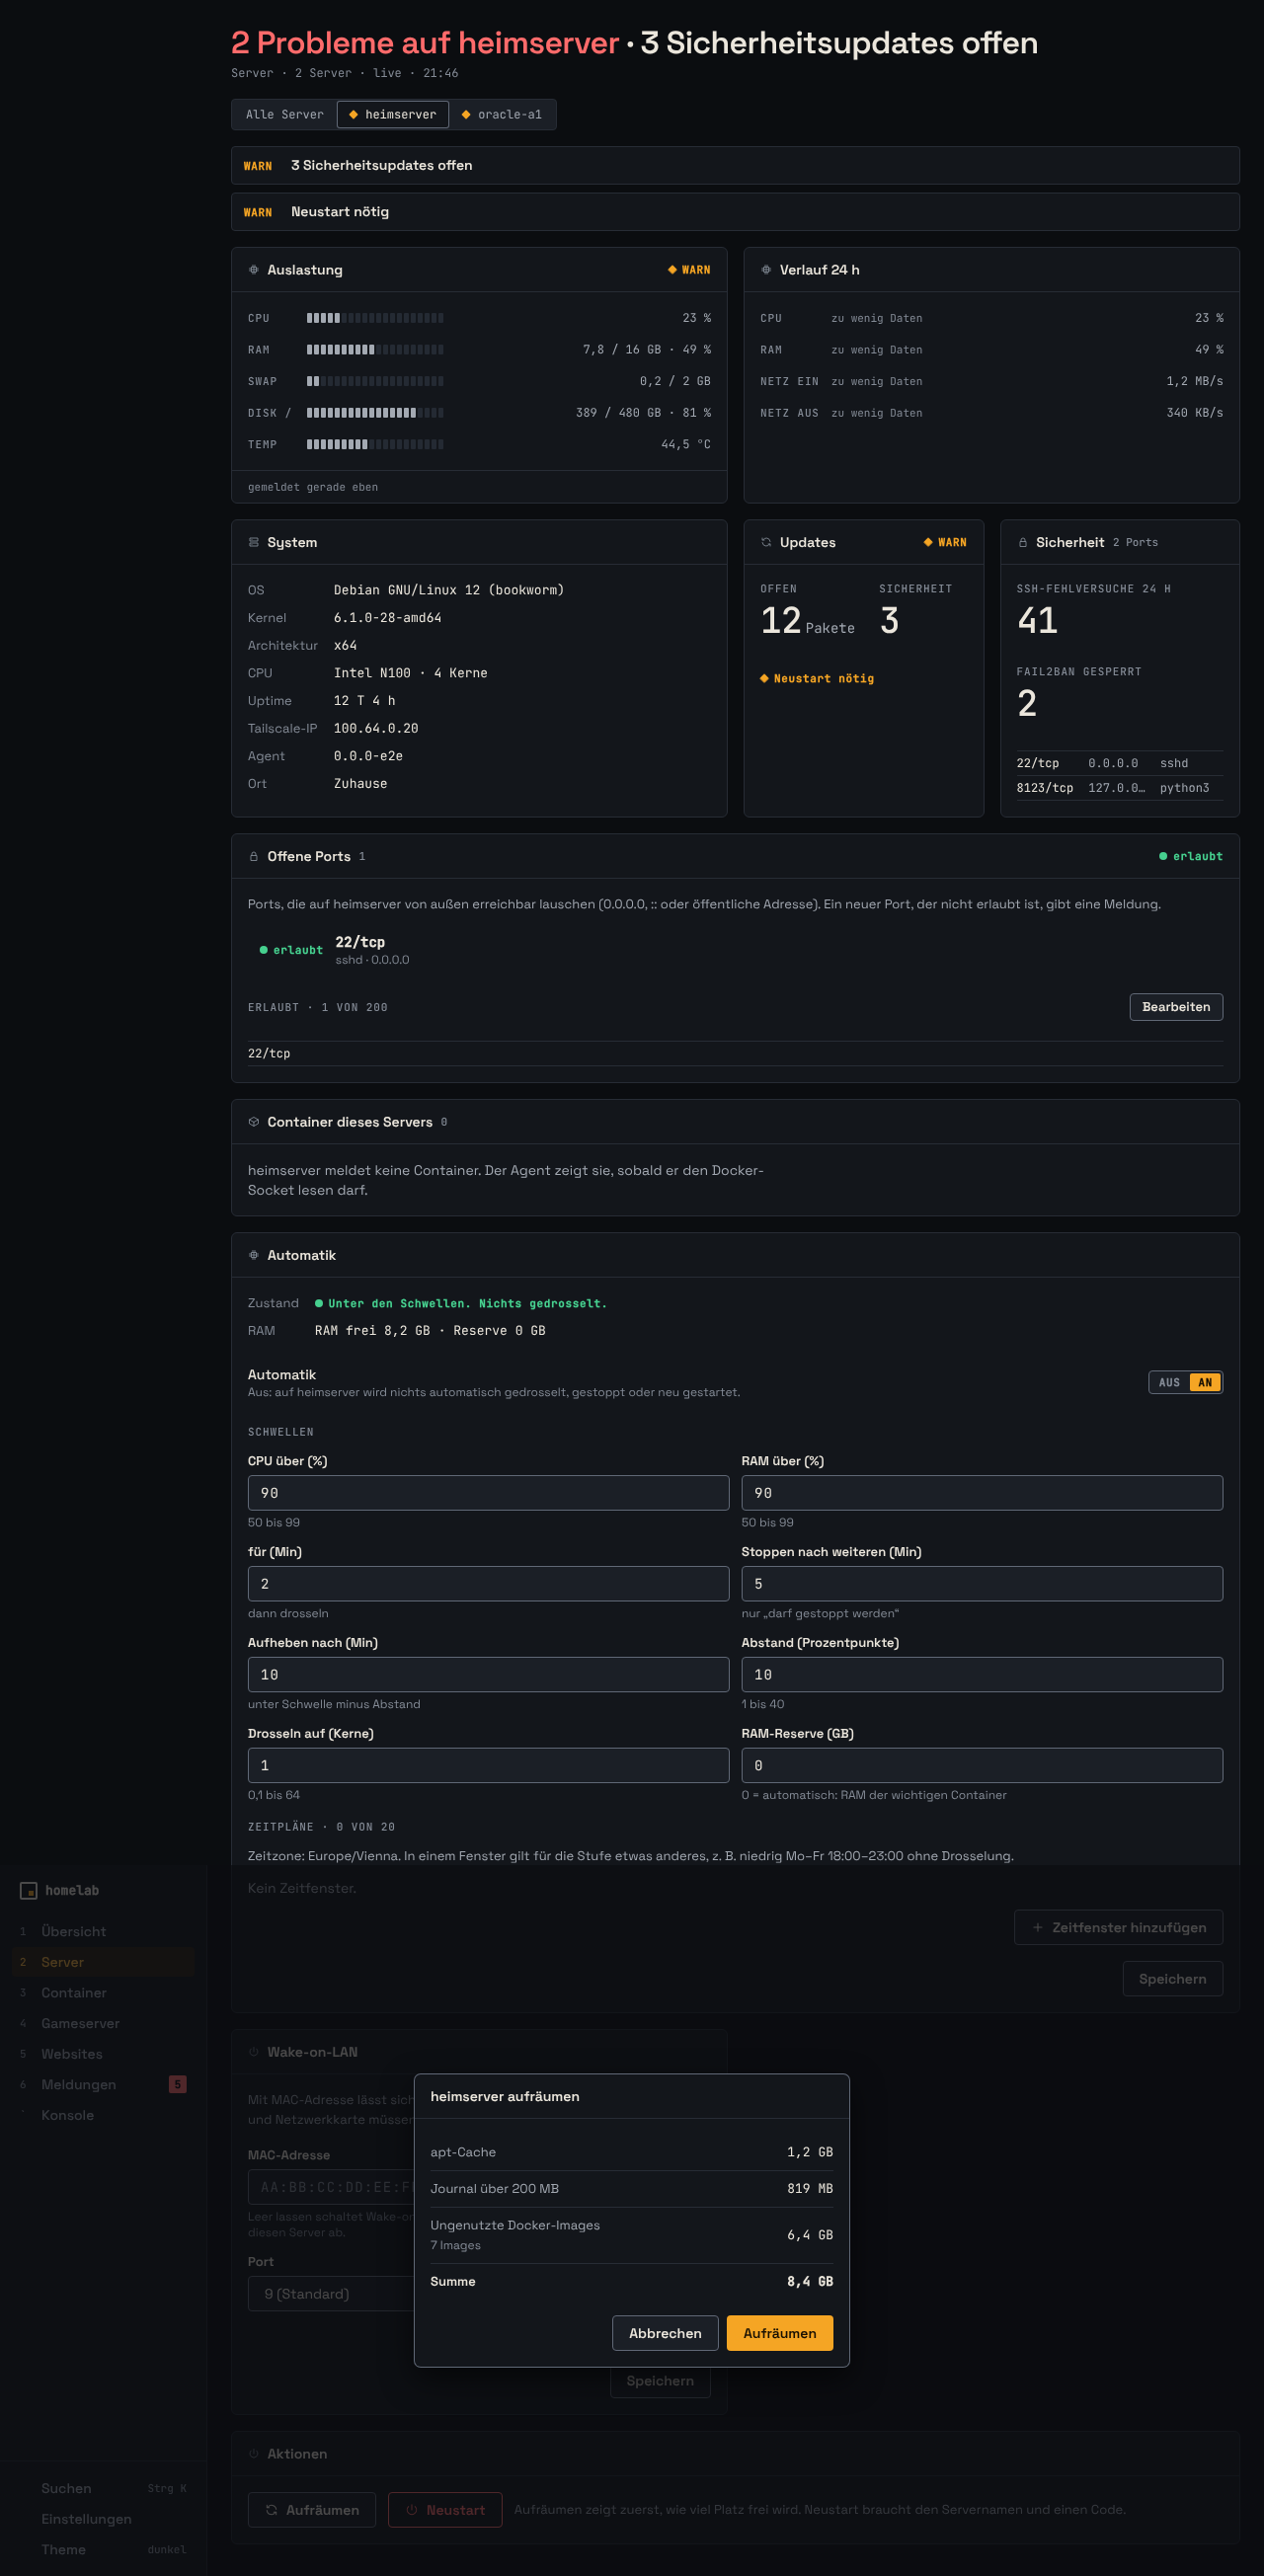 2 Probleme auf heimserver · 3 Sicherheitsupdates offen
Server · 2 Server · live · 21:46
Alle Server heimserver oracle-a1
WARN 3 Sicherheitsupdates offen
WARN Neustart nötig
Auslastung WARN
CPU 23 %
RAM 7,8 / 16 GB · 49 %
SWAP 0,2 / 2 GB
DISK / 389 / 480 GB · 81 %
TEMP 44,5 °C
gemeldet gerade eben
Verlauf 24 h
CPU zu wenig Daten 23 %
RAM zu wenig Daten 49 %
NETZ EIN zu wenig Daten 1,2 MB/s
NETZ AUS zu wenig Daten 340 KB/s
System
OS Debian GNU/Linux 12 (bookworm)
Kernel 6.1.0-28-amd64
Architektur x64
CPU Intel N100 · 4 Kerne
Uptime 12 T 4 h
Tailscale-IP 100.64.0.20
Agent 0.0.0-e2e
Ort Zuhause
Updates WARN
OFFEN SICHERHEIT
12 Pakete 3
Neustart nötig
Sicherheit 2 Ports
SSH-FEHLVERSUCHE 24 H
41
FAIL2BAN GESPERRT
2
22/tcp 0.0.0.0 sshd
8123/tcp 127.0.0… python3
Offene Ports 1 erlaubt
Ports, die auf heimserver von außen erreichbar lauschen (0.0.0.0, :: oder öffentliche Adresse). Ein neuer Port, der nicht erlaubt ist, gibt eine Meldung.
erlaubt 22/tcp
sshd · 0.0.0.0
ERLAUBT · 1 VON 200 Bearbeiten
22/tcp
Container dieses Servers 0
heimserver meldet keine Container. Der Agent zeigt sie, sobald er den Docker-
Socket lesen darf.
Automatik
Zustand Unter den Schwellen. Nichts gedrosselt.
RAM RAM frei 8,2 GB · Reserve 0 GB
Automatik
Aus: auf heimserver wird nichts automatisch gedrosselt, gestoppt oder neu gestartet.
AUS AN
SCHWELLEN
CPU über (%) RAM über (%)
90 90
50 bis 99 50 bis 99
für (Min) Stoppen nach weiteren (Min)
2 5
dann drosseln nur „darf gestoppt werden“
Aufheben nach (Min) Abstand (Prozentpunkte)
10 10
unter Schwelle minus Abstand 1 bis 40
Drosseln auf (Kerne) RAM-Reserve (GB)
1 0
0,1 bis 64 0 = automatisch: RAM der wichtigen Container
ZEITPLÄNE · 0 VON 20
Zeitzone: Europe/Vienna. In einem Fenster gilt für die Stufe etwas anderes, z. B. niedrig Mo–Fr 18:00–23:00 ohne Drosselung.
Kein Zeitfenster.
Zeitfenster hinzufügen
Speichern
homelab
1 Übersicht
2 Server
3 Container
4 Gameserver
5 Websites
6 Meldungen 5
` Konsole
Wake-on-LAN
Mit MAC-Adresse lässt sich
und Netzwerkkarte müssen
MAC-Adresse
AA:BB:CC:DD:EE:F
Leer lassen schaltet Wake-on
diesen Server ab.
Port
9 (Standard)
Speichern
heimserver aufräumen
apt-Cache 1,2 GB
Journal über 200 MB 819 MB
Ungenutzte Docker-Images 6,4 GB
7 Images
Summe 8,4 GB
Abbrechen Aufräumen
Aktionen
Aufräumen Neustart Aufräumen zeigt zuerst, wie viel Platz frei wird. Neustart braucht den Servernamen und einen Code.
Suchen Strg K
Einstellungen
Theme dunkel